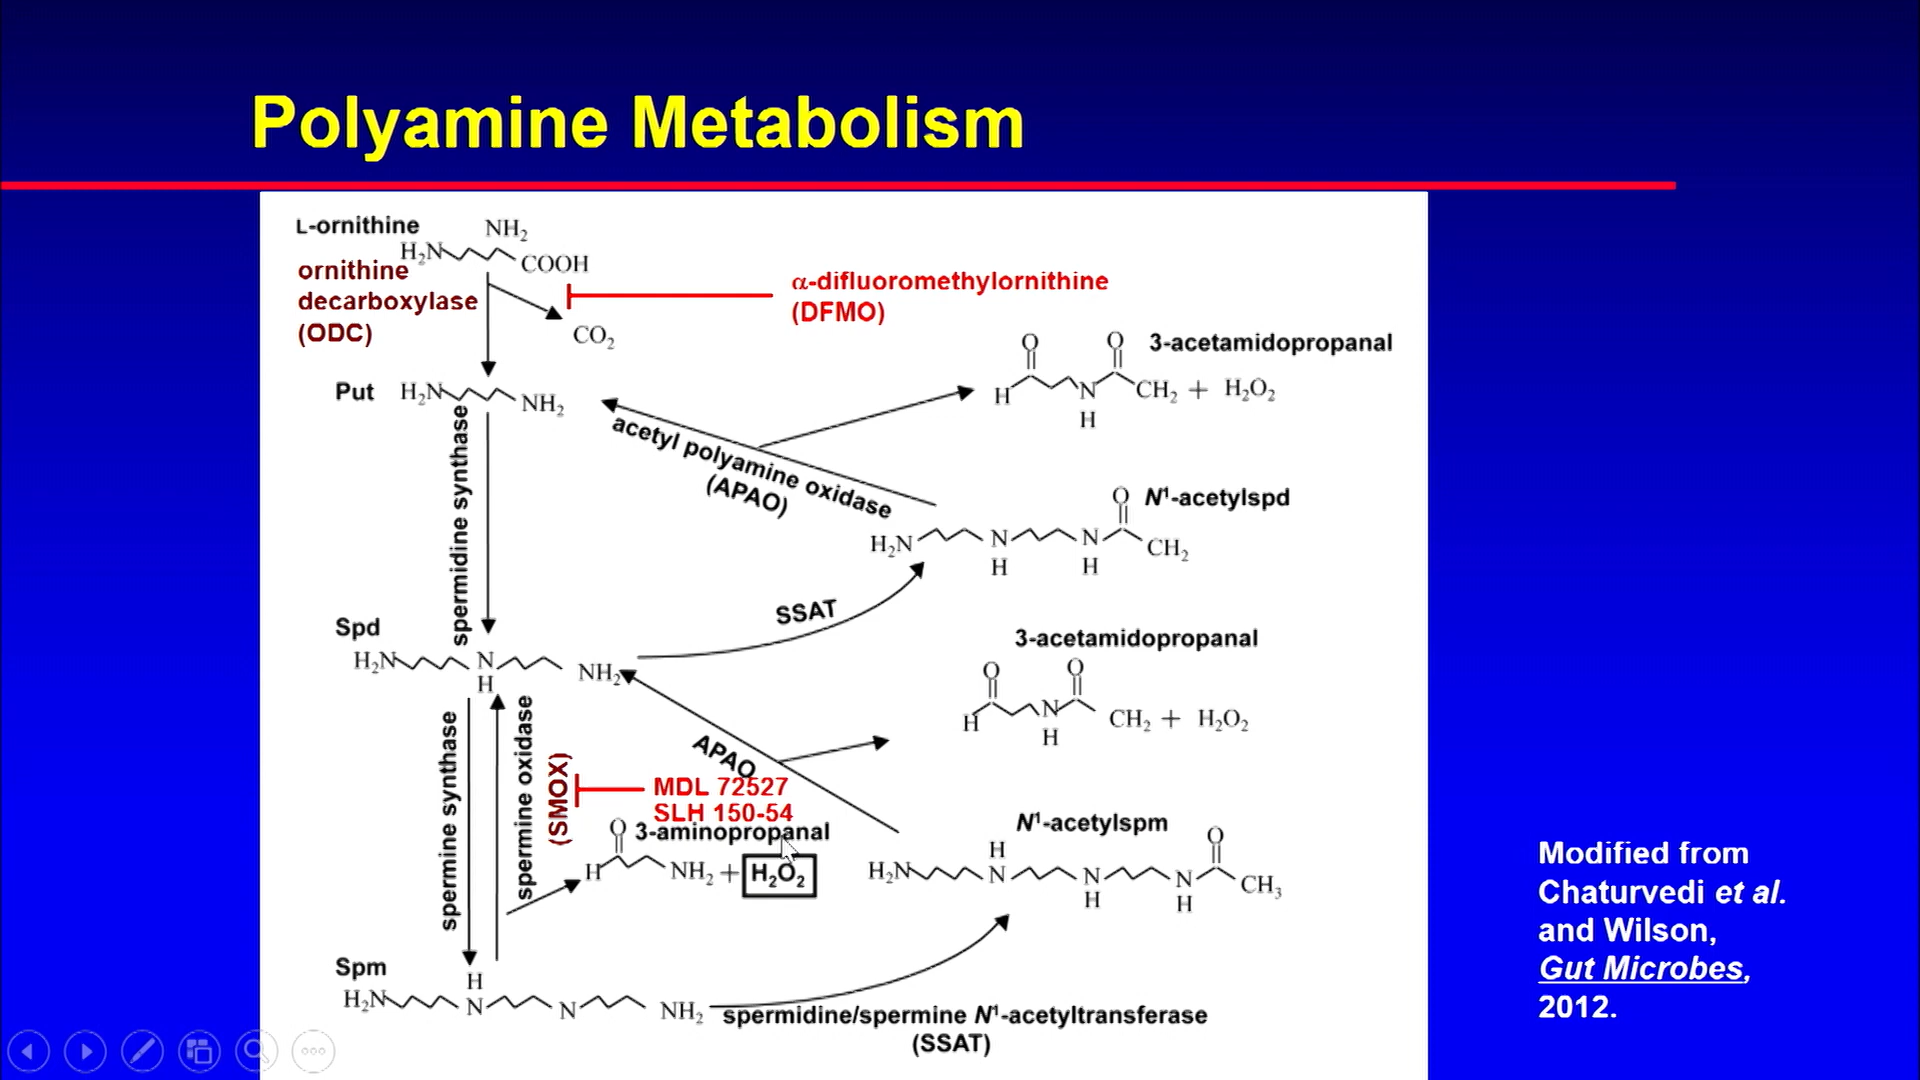 Polyamine Metabolism
L-ornithine
NH2
H2N
COOH
ornithine
decarboxylase
(ODC)
CO2
α-difluoromethylornithine
(DFMO)
O
O
3-acetamidopropanal
H
N
CH2 + H2O2
H
Put
H2N
NH2
acetyl polyamine oxidase
(APAO)
spermidine synthase
O
N1-acetylspd
H2N
N
N
CH2
H
H
SSAT
Spd
H2N
N
H
NH2
3-acetamidopropanal
O
O
H
N
CH2 + H2O2
H
APAO
spermine synthase
spermine oxidase
(SMOX)
MDL 72527
SLH 150-54
O
3-aminopropanal
H
NH2 + H2O2
N1-acetylspm
O
H
H2N
N
N
N
CH3
H
H
Spm
H
H2N
N
N
NH2
spermidine/spermine N1-acetyltransferase
(SSAT)
Modified from
Chaturvedi et al.
and Wilson,
Gut Microbes,
2012.